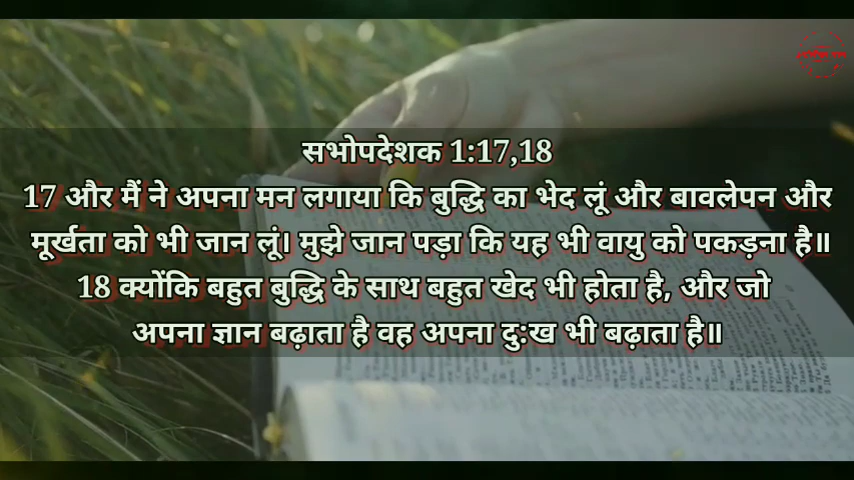 सभोपदेशक 1:17,18
17 और मैं ने अपना मन लगाया कि बुद्धि का भेद लूं और बावलेपन और
मूर्खता को भी जान लूं। मुझे जान पड़ा कि यह भी वायु को पकड़ना है॥
18 क्योंकि बहुत बुद्धि के साथ बहुत खेद भी होता है, और जो
अपना ज्ञान बढ़ाता है वह अपना दु:ख भी बढ़ाता है॥